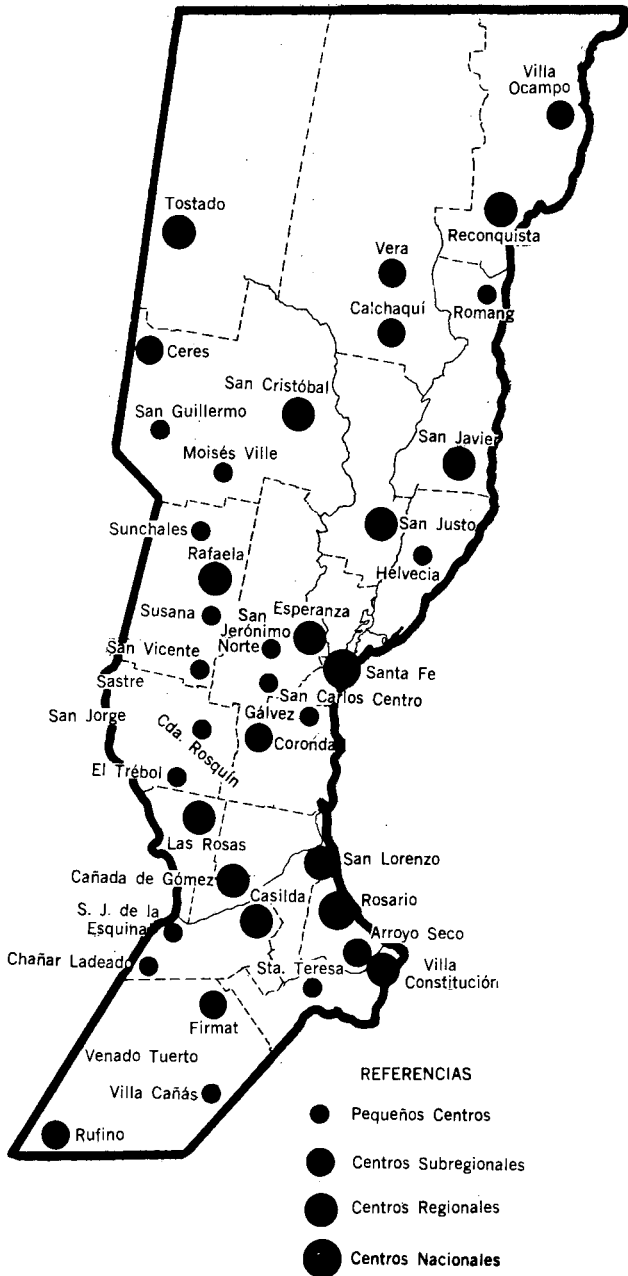 Villa
Ocampo
Tostado
Reconquista
Vera
Romang
Calchaquí
Ceres
San Cristóbal
San Guillermo
San Javier
Moisés Ville
San Justo
Sunchales
Rafaela
Helvecia
Susana
Esperanza
San
Jerónimo
Norte
San Vicente
Santa Fe
Sastre
San Carlos Centro
San Jorge
Gálvez
Cda. Rosquín
Coronda
El Trébol
Las Rosas
San Lorenzo
Cañada de Gómez
Casilda
Rosario
S. J. de la
Esquina
Arroyo Seco
Chañar Ladeado
Sta. Teresa
Villa
Constitución
Firmat
Venado Tuerto
Villa Cañás
Rufino
REFERENCIAS
Pequeños Centros
Centros Subregionales
Centros Regionales
Centros Nacionales